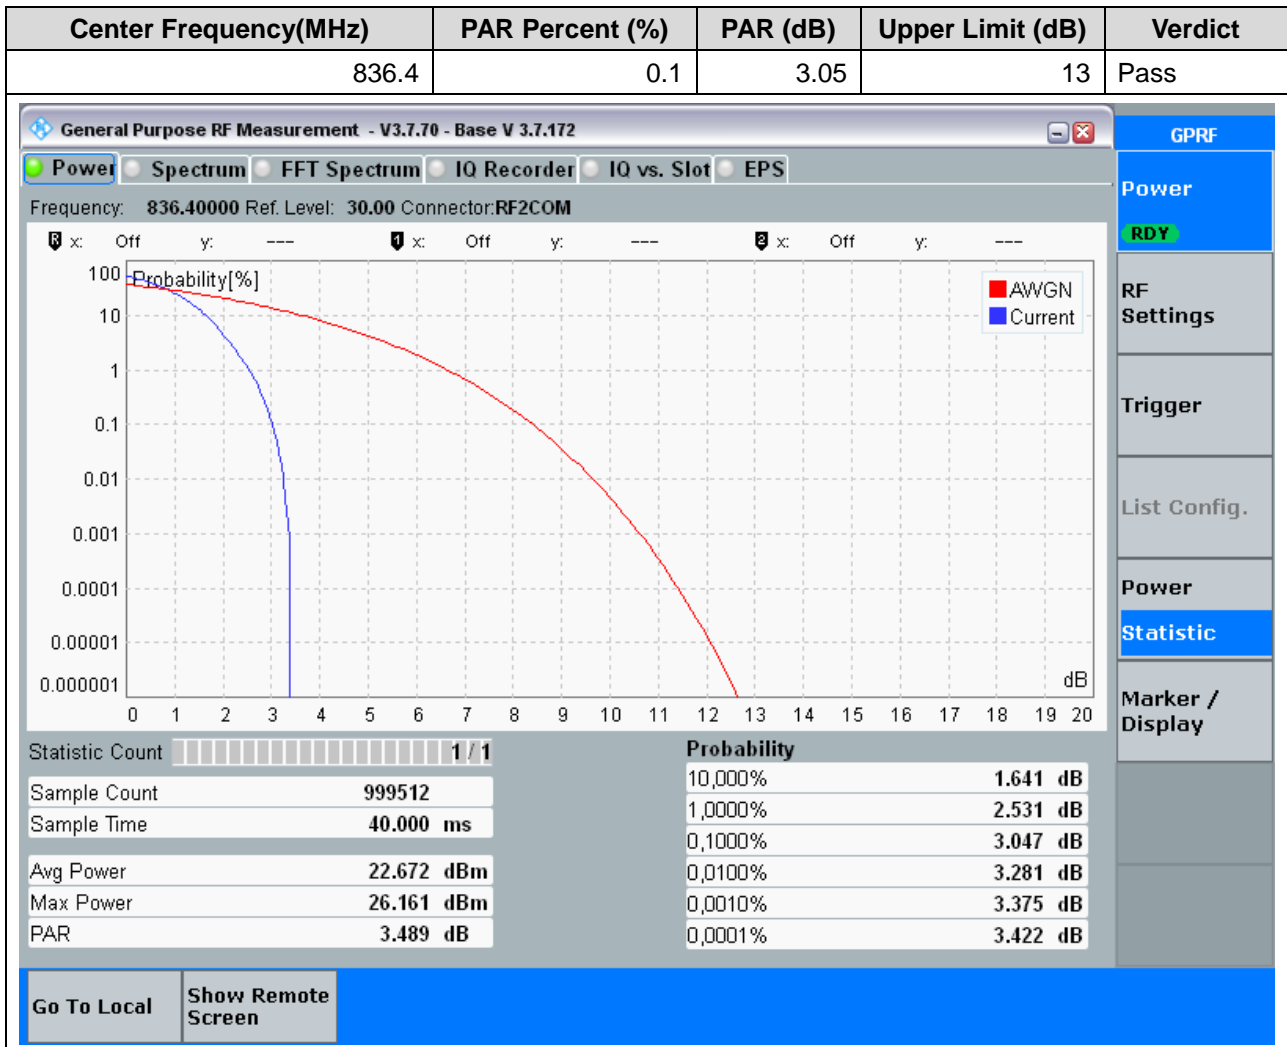 Center Frequency(MHz) PAR Percent (%) PAR (dB) Upper Limit (dB) Verdict
836.4 0.1 3.05 13 Pass
General Purpose RF Measurement - V3.7.70 - Base V 3.7.172
GPRF
Power Spectrum FFT Spectrum IQ Recorder IQ vs. Slot EPS
Power
RDY
Frequency: 836.40000 Ref. Level: 30.00 Connector:RF2COM
R x: Off y: --- 1 x: Off y: --- 2 x: Off y: ---
Probability[%]
AWGN
Current
100
10
1
0.1
0.01
0.001
0.0001
0.00001
0.000001
dB
0 1 2 3 4 5 6 7 8 9 10 11 12 13 14 15 16 17 18 19 20
RF
Settings
Trigger
List Config.
Power
Statistic
Marker /
Display
Statistic Count 1 / 1
Sample Count 999512
Sample Time 40.000 ms
Avg Power 22.672 dBm
Max Power 26.161 dBm
PAR 3.489 dB
Probability
10,000% 1.641 dB
1,0000% 2.531 dB
0,1000% 3.047 dB
0,0100% 3.281 dB
0,0010% 3.375 dB
0,0001% 3.422 dB
Go To Local
Show Remote
Screen